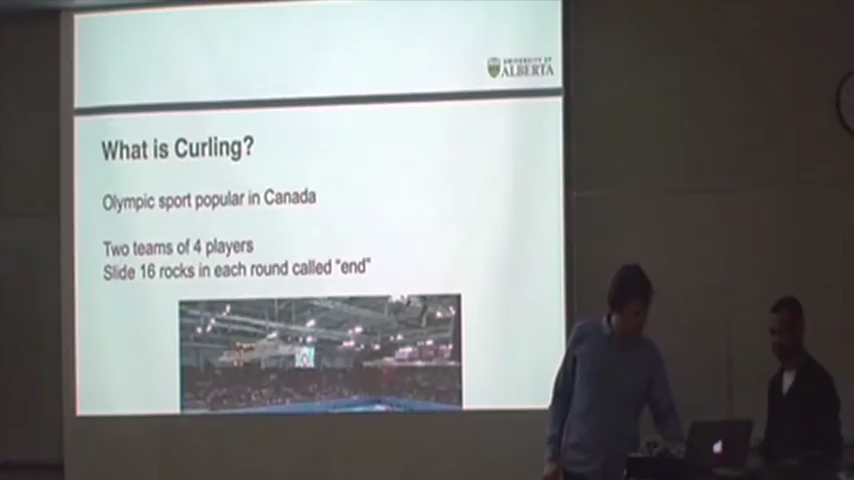 UNIVERSITY OF
ALBERTA
What is Curling?
Olympic sport popular in Canada
Two teams of 4 players
Slide 16 rocks in each round called “end”